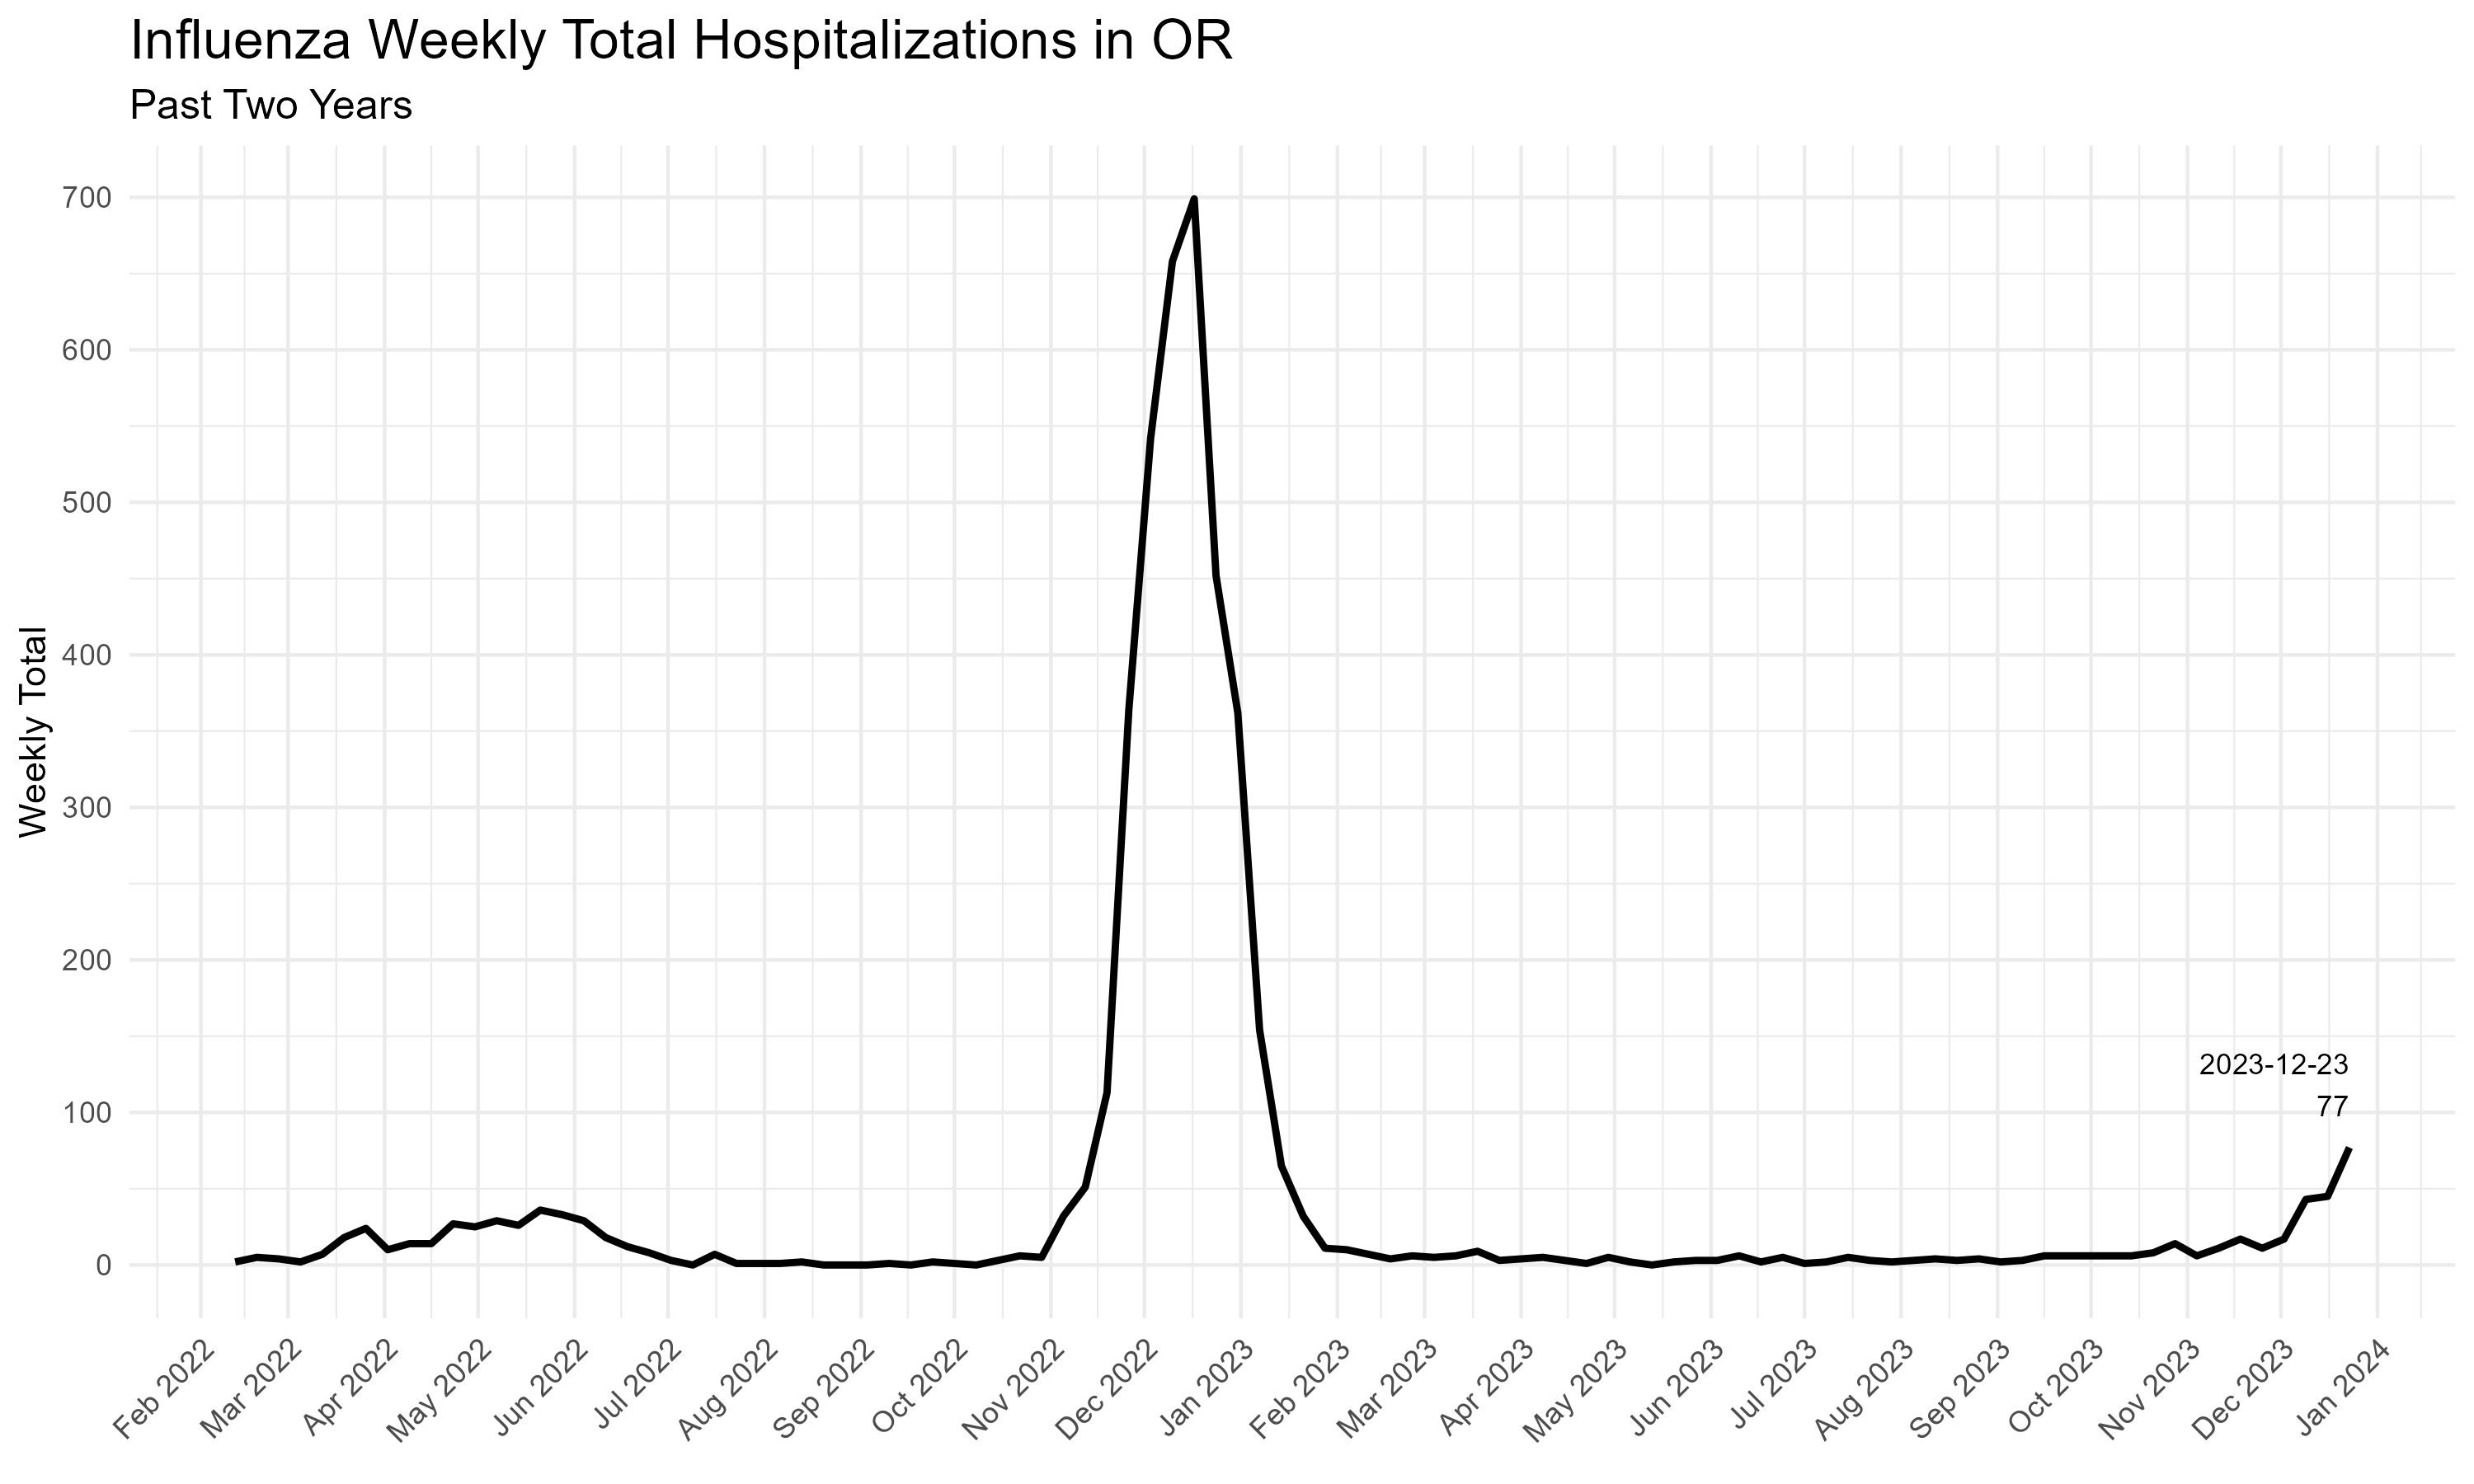 Influenza Weekly Total Hospitalizations in OR
Past Two Years
Weekly Total
700
600
500
400
300
200
100
0
2023-12-23
77
Feb 2022
Mar 2022
Apr 2022
May 2022
Jun 2022
Jul 2022
Aug 2022
Sep 2022
Oct 2022
Nov 2022
Dec 2022
Jan 2023
Feb 2023
Mar 2023
Apr 2023
May 2023
Jun 2023
Jul 2023
Aug 2023
Sep 2023
Oct 2023
Nov 2023
Dec 2023
Jan 2024